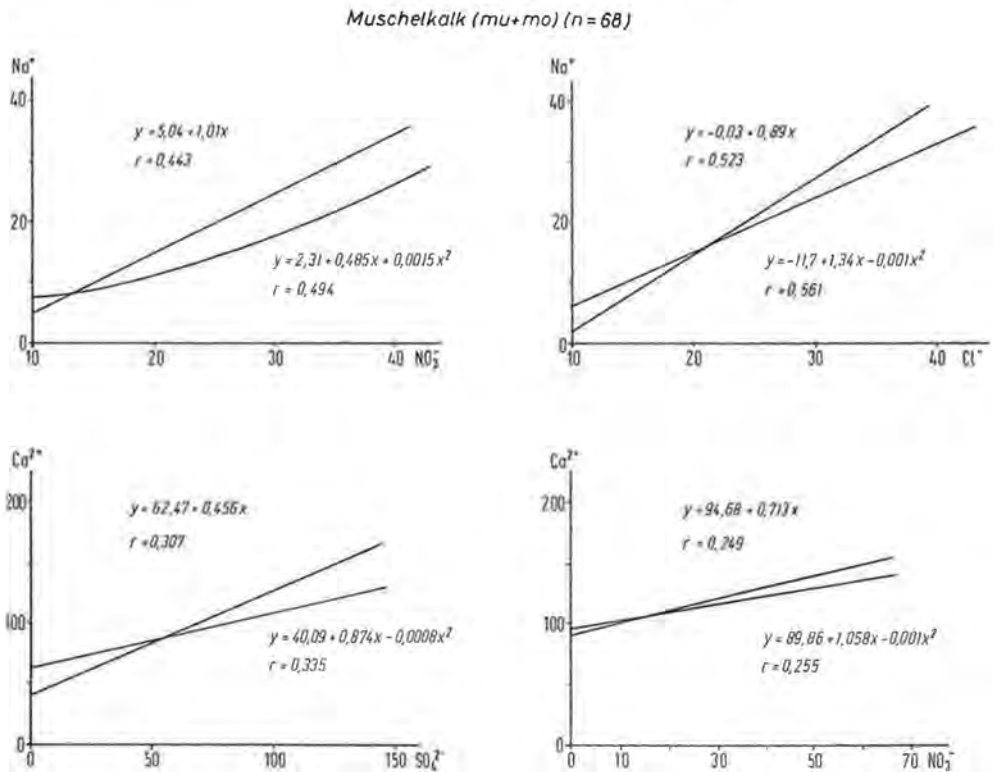 Muschelkalk (mu+mo) (n=68)
Na⁺
40
20
0
y = 5,04 + 1,01x
r = 0,443
y = 2,31 + 0,485x + 0,0015x²
r = 0,494
10 20 30 40 NO₃⁻
Na⁺
40
20
0
y = -0,03 + 0,89x
r = 0,523
y = -11,7 + 1,34x - 0,001x²
r = 0,561
10 20 30 40 Cl⁻
Ca²⁺
200
100
0
y = 62,47 + 0,456x
r = 0,307
y = 40,09 + 0,874x - 0,0008x²
r = 0,335
0 50 100 150 SO₄²⁻
Ca²⁺
200
100
0
y = 94,68 + 0,713x
r = 0,249
y = 89,86 + 1,058x - 0,001x²
r = 0,255
0 10 30 50 70 NO₃⁻